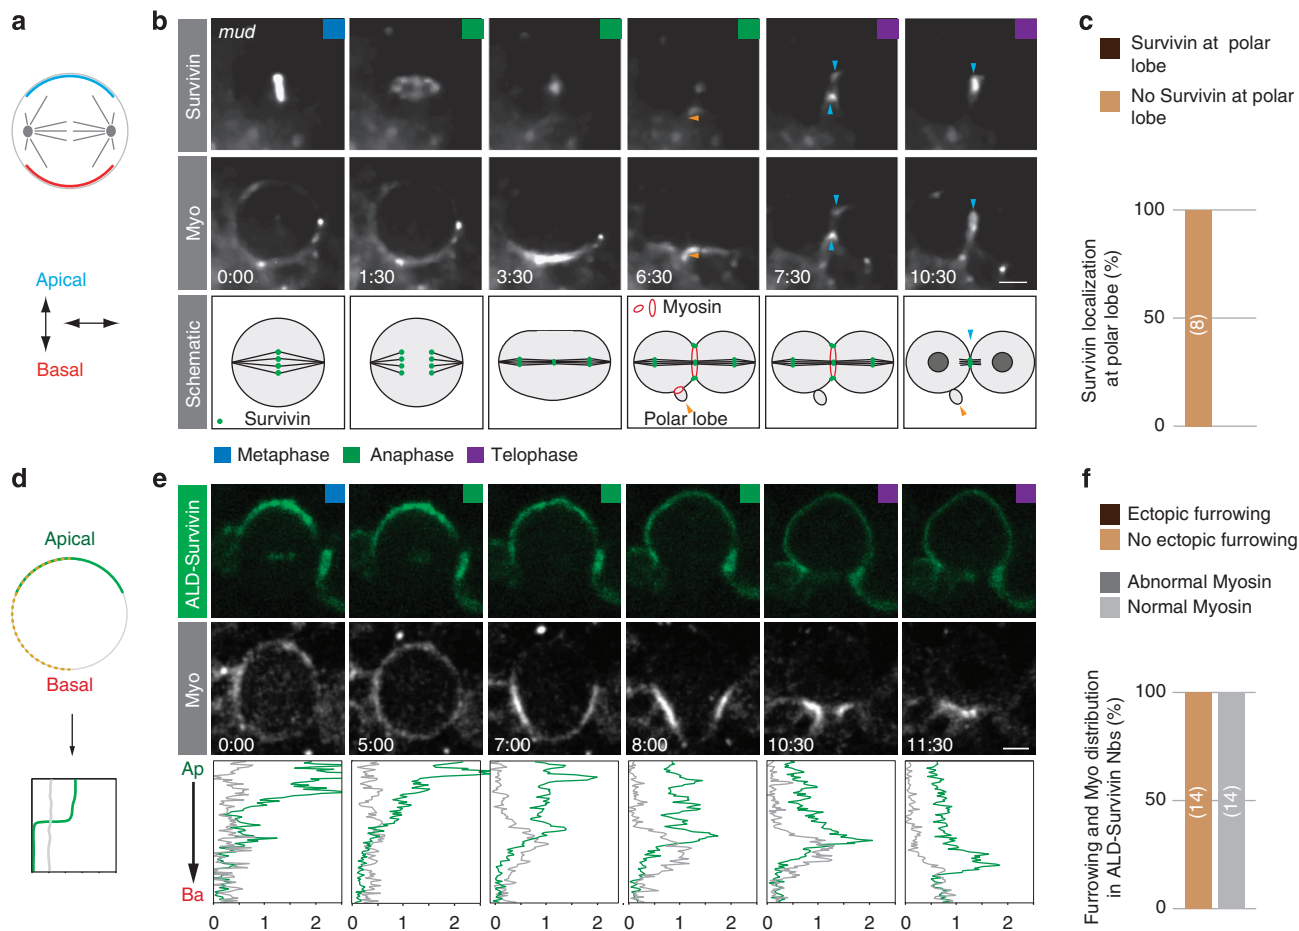 a
Apical
Basal
b
Survivin
mud
Myo
0:00
1:30
3:30
6:30
7:30
10:30
Schematic
Survivin
Myosin
Polar lobe
Metaphase
Anaphase
Telophase
c
Survivin at polar
lobe
No Survivin at polar
lobe
Survivin localization
at polar lobe (%)
100
50
0
(8)
d
Apical
Basal
e
ALD-Survivin
Myo
0:00
5:00
7:00
8:00
10:30
11:30
Ap
Ba
0 1 2
0 1 2
0 1 2
0 1 2
0 1 2
0 1 2
f
Ectopic furrowing
No ectopic furrowing
Abnormal Myosin
Normal Myosin
Furrowing and Myo distribution
in ALD-Survivin Nbs (%)
100
50
0
(14)
(14)